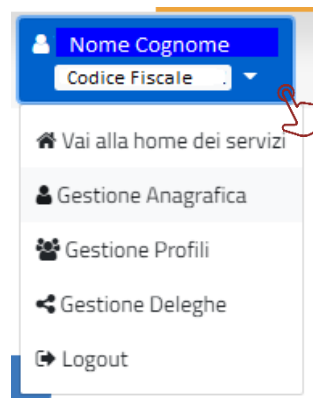 Nome Cognome
Codice Fiscale .
Vai alla home dei servizi
Gestione Anagrafica
Gestione Profili
Gestione Deleghe
Logout